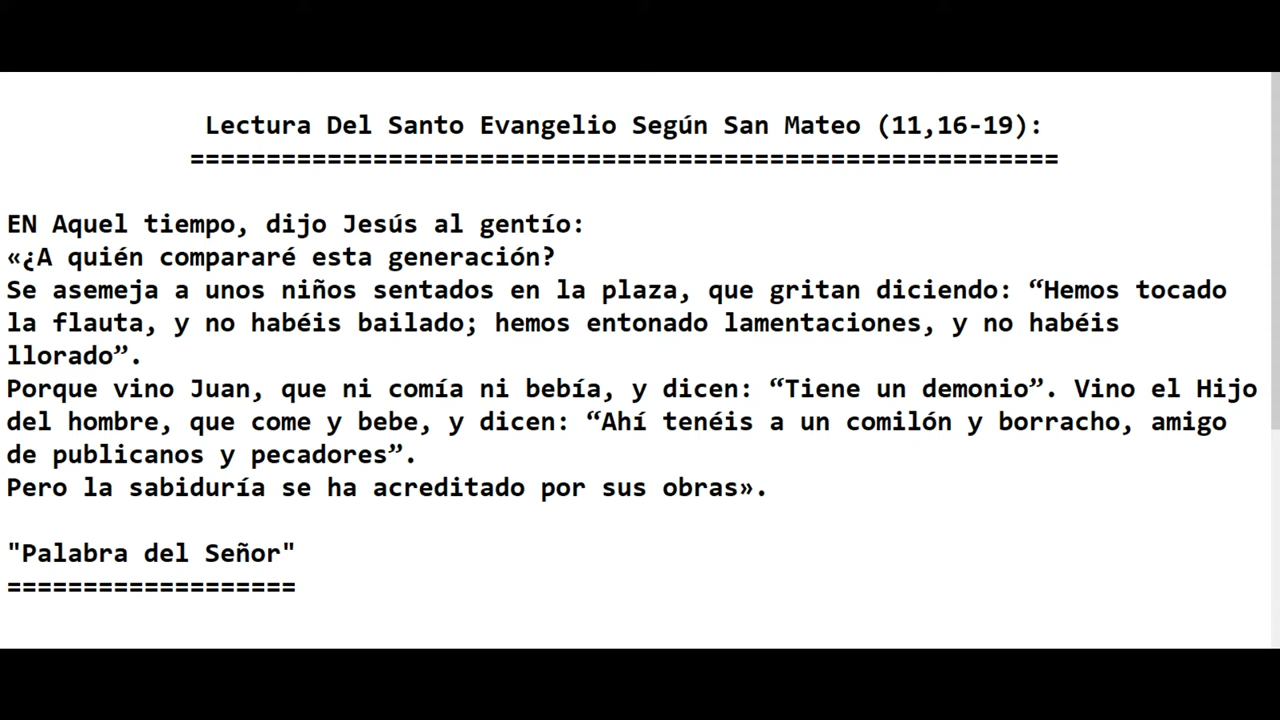 Lectura Del Santo Evangelio Según San Mateo (11,16-19):
=========================================================
EN Aquel tiempo, dijo Jesús al gentío:
«¿A quién compararé esta generación?
Se asemeja a unos niños sentados en la plaza, que gritan diciendo: “Hemos tocado
la flauta, y no habéis bailado; hemos entonado lamentaciones, y no habéis
llorado”.
Porque vino Juan, que ni comía ni bebía, y dicen: “Tiene un demonio”. Vino el Hijo
del hombre, que come y bebe, y dicen: “Ahí tenéis a un comilón y borracho, amigo
de publicanos y pecadores”.
Pero la sabiduría se ha acreditado por sus obras».
"Palabra del Señor"
===================